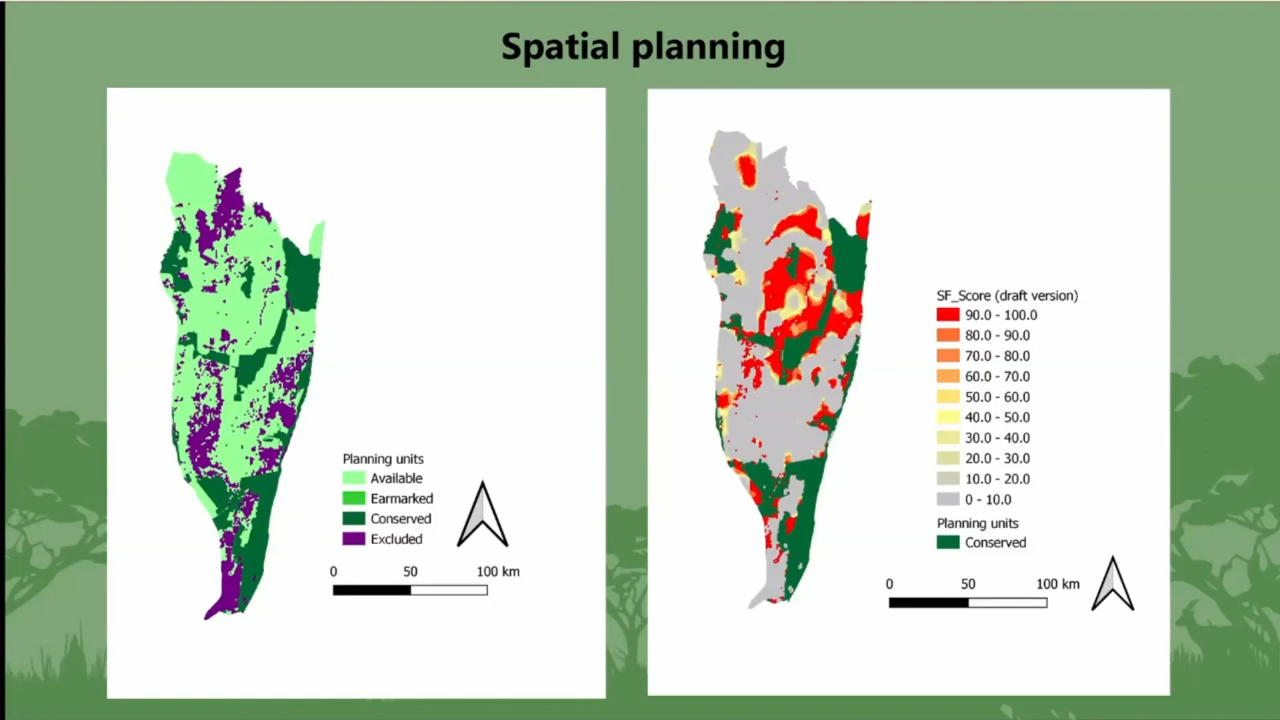 Spatial planning
Planning units
Available
Earmarked
Conserved
Excluded
0 50 100 km
SF_Score (draft version)
90.0 - 100.0
80.0 - 90.0
70.0 - 80.0
60.0 - 70.0
50.0 - 60.0
40.0 - 50.0
30.0 - 40.0
20.0 - 30.0
10.0 - 20.0
0 - 10.0
Planning units
Conserved
0 50 100 km